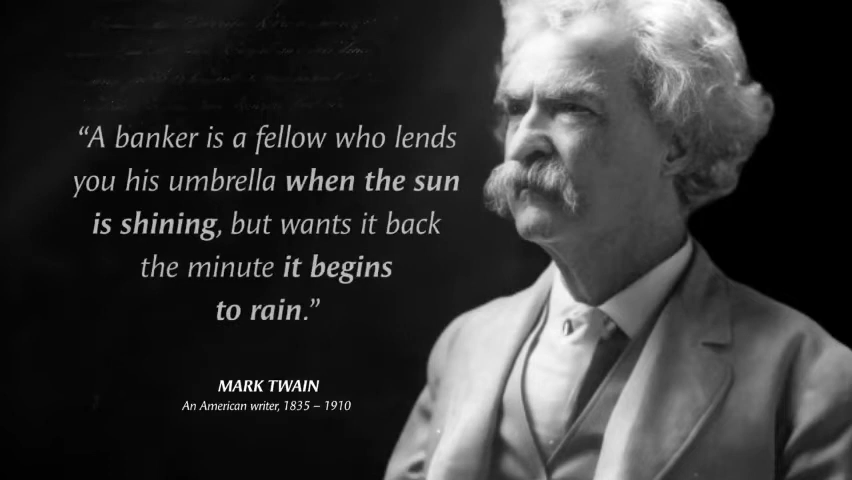 “A banker is a fellow who lends
you his umbrella when the sun
is shining, but wants it back
the minute it begins
to rain.”
MARK TWAIN
An American writer, 1835 – 1910